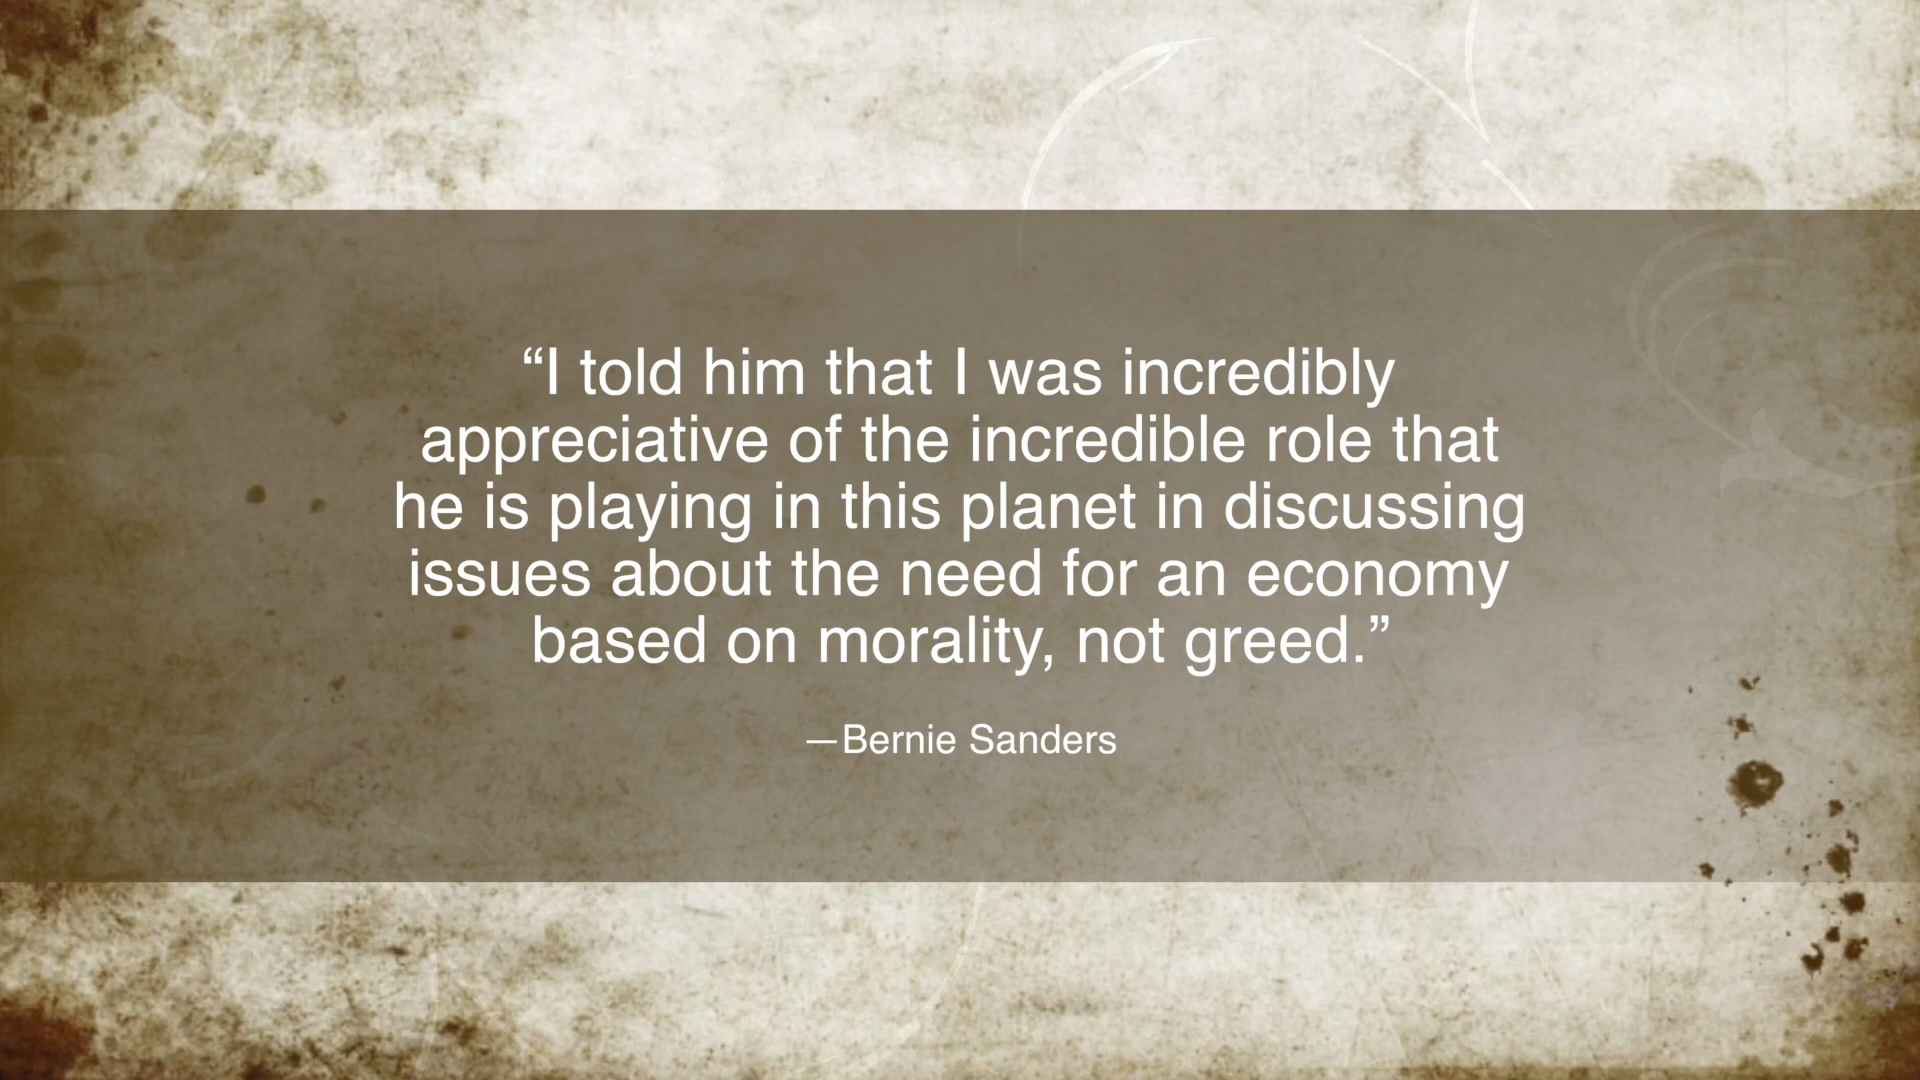 “I told him that I was incredibly
appreciative of the incredible role that
he is playing in this planet in discussing
issues about the need for an economy
based on morality, not greed.”
—Bernie Sanders